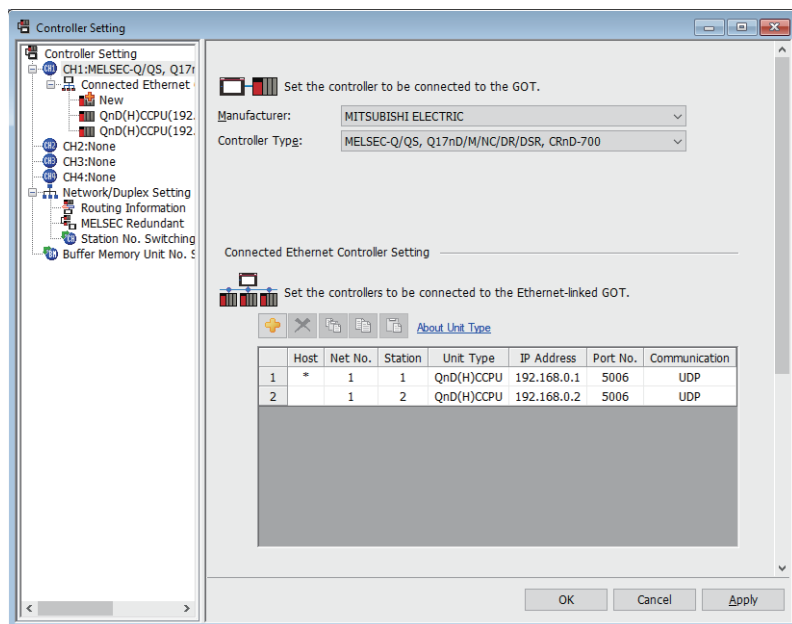 Controller Setting
Controller Setting
CH1:MELSEC-Q/QS, Q17r
Connected Ethernet
New
QnD(H)CCPU(192.
QnD(H)CCPU(192.
CH2:None
CH3:None
CH4:None
Network/Duplex Setting
Routing Information
MELSEC Redundant
Station No. Switching
Buffer Memory Unit No. S
Set the controller to be connected to the GOT.
Manufacturer: MITSUBISHI ELECTRIC
Controller Type: MELSEC-Q/QS, Q17nD/M/NC/DR/DSR, CRnD-700
Connected Ethernet Controller Setting
Set the controllers to be connected to the Ethernet-linked GOT.
About Unit Type
Host Net No. Station Unit Type IP Address Port No. Communication
1 * 1 1 QnD(H)CCPU 192.168.0.1 5006 UDP
2 1 2 QnD(H)CCPU 192.168.0.2 5006 UDP
OK Cancel Apply